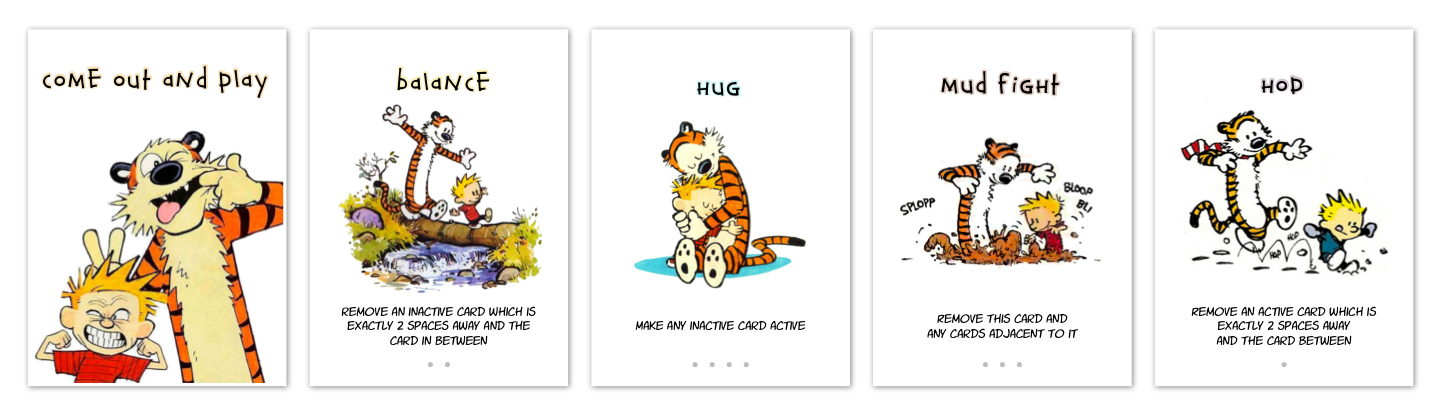 come out and play
balance
REMOVE AN INACTIVE CARD WHICH IS
EXACTLY 2 SPACES AWAY AND THE
CARD IN BETWEEN
HUG
MAKE ANY INACTIVE CARD ACTIVE
Mud Fight
SPLOPP
BLOOP
BLI
REMOVE THIS CARD AND
ANY CARDS ADJACENT TO IT
HOP
HOP
HOP
REMOVE AN ACTIVE CARD WHICH IS
EXACTLY 2 SPACES AWAY
AND THE CARD BETWEEN